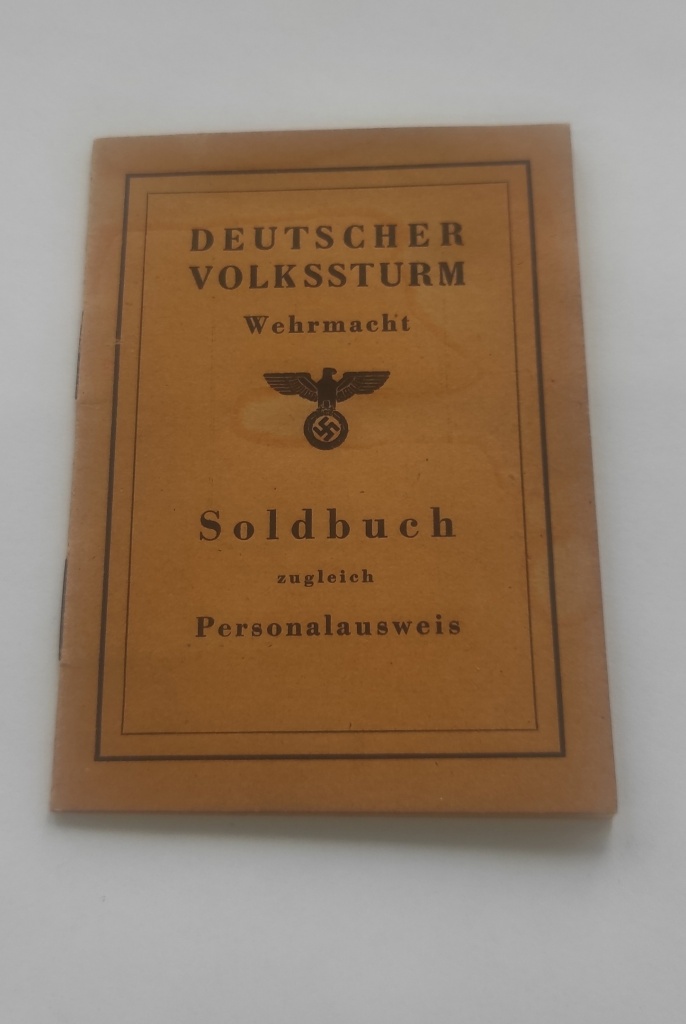 DEUTSCHER
VOLKSSTURM
Wehrmacht
Soldbuch
zugleich
Personalausweis